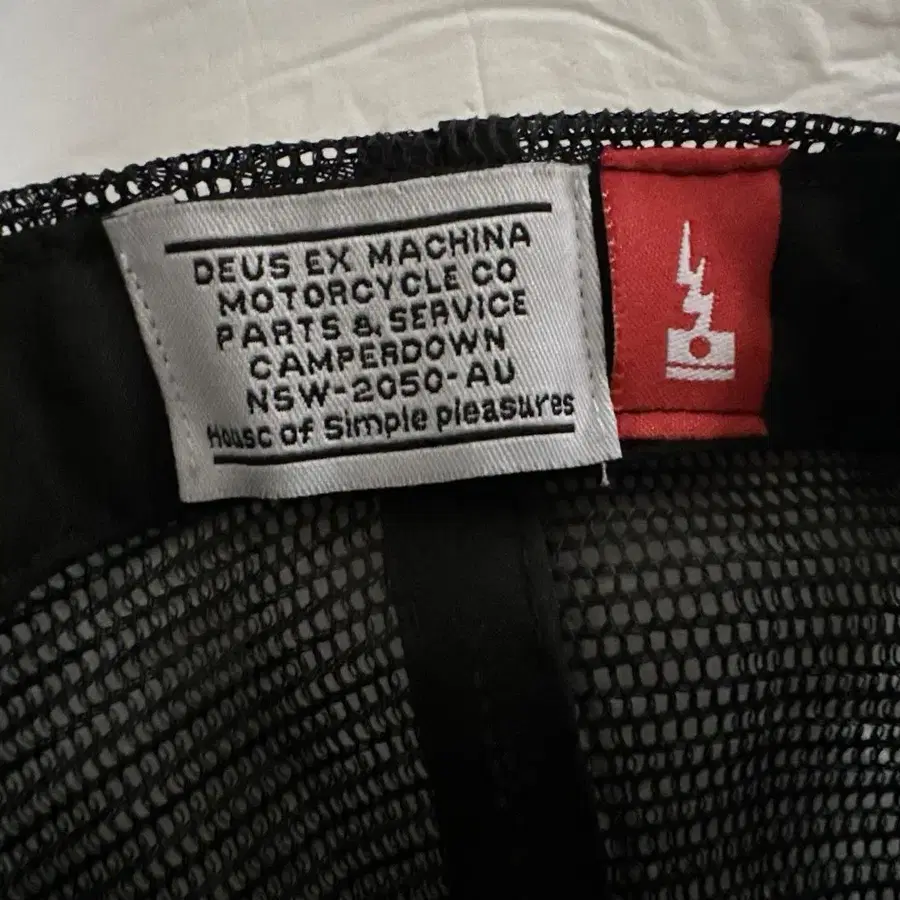 DEUS EX MACHINA
MOTORCYCLE CO
PARTS & SERVICE
CAMPERDOWN
NSW-2050-AU
House of Simple pleasures